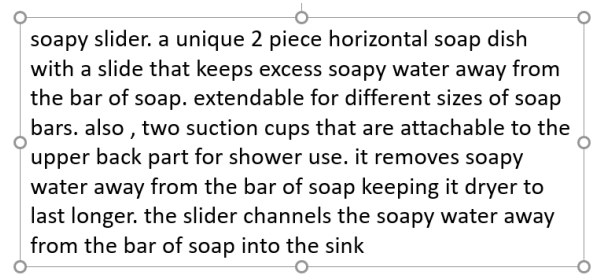 soapy slider. a unique 2 piece horizontal soap dish
with a slide that keeps excess soapy water away from
the bar of soap. extendable for different sizes of soap
bars. also , two suction cups that are attachable to the
upper back part for shower use. it removes soapy
water away from the bar of soap keeping it dryer to
last longer. the slider channels the soapy water away
from the bar of soap into the sink